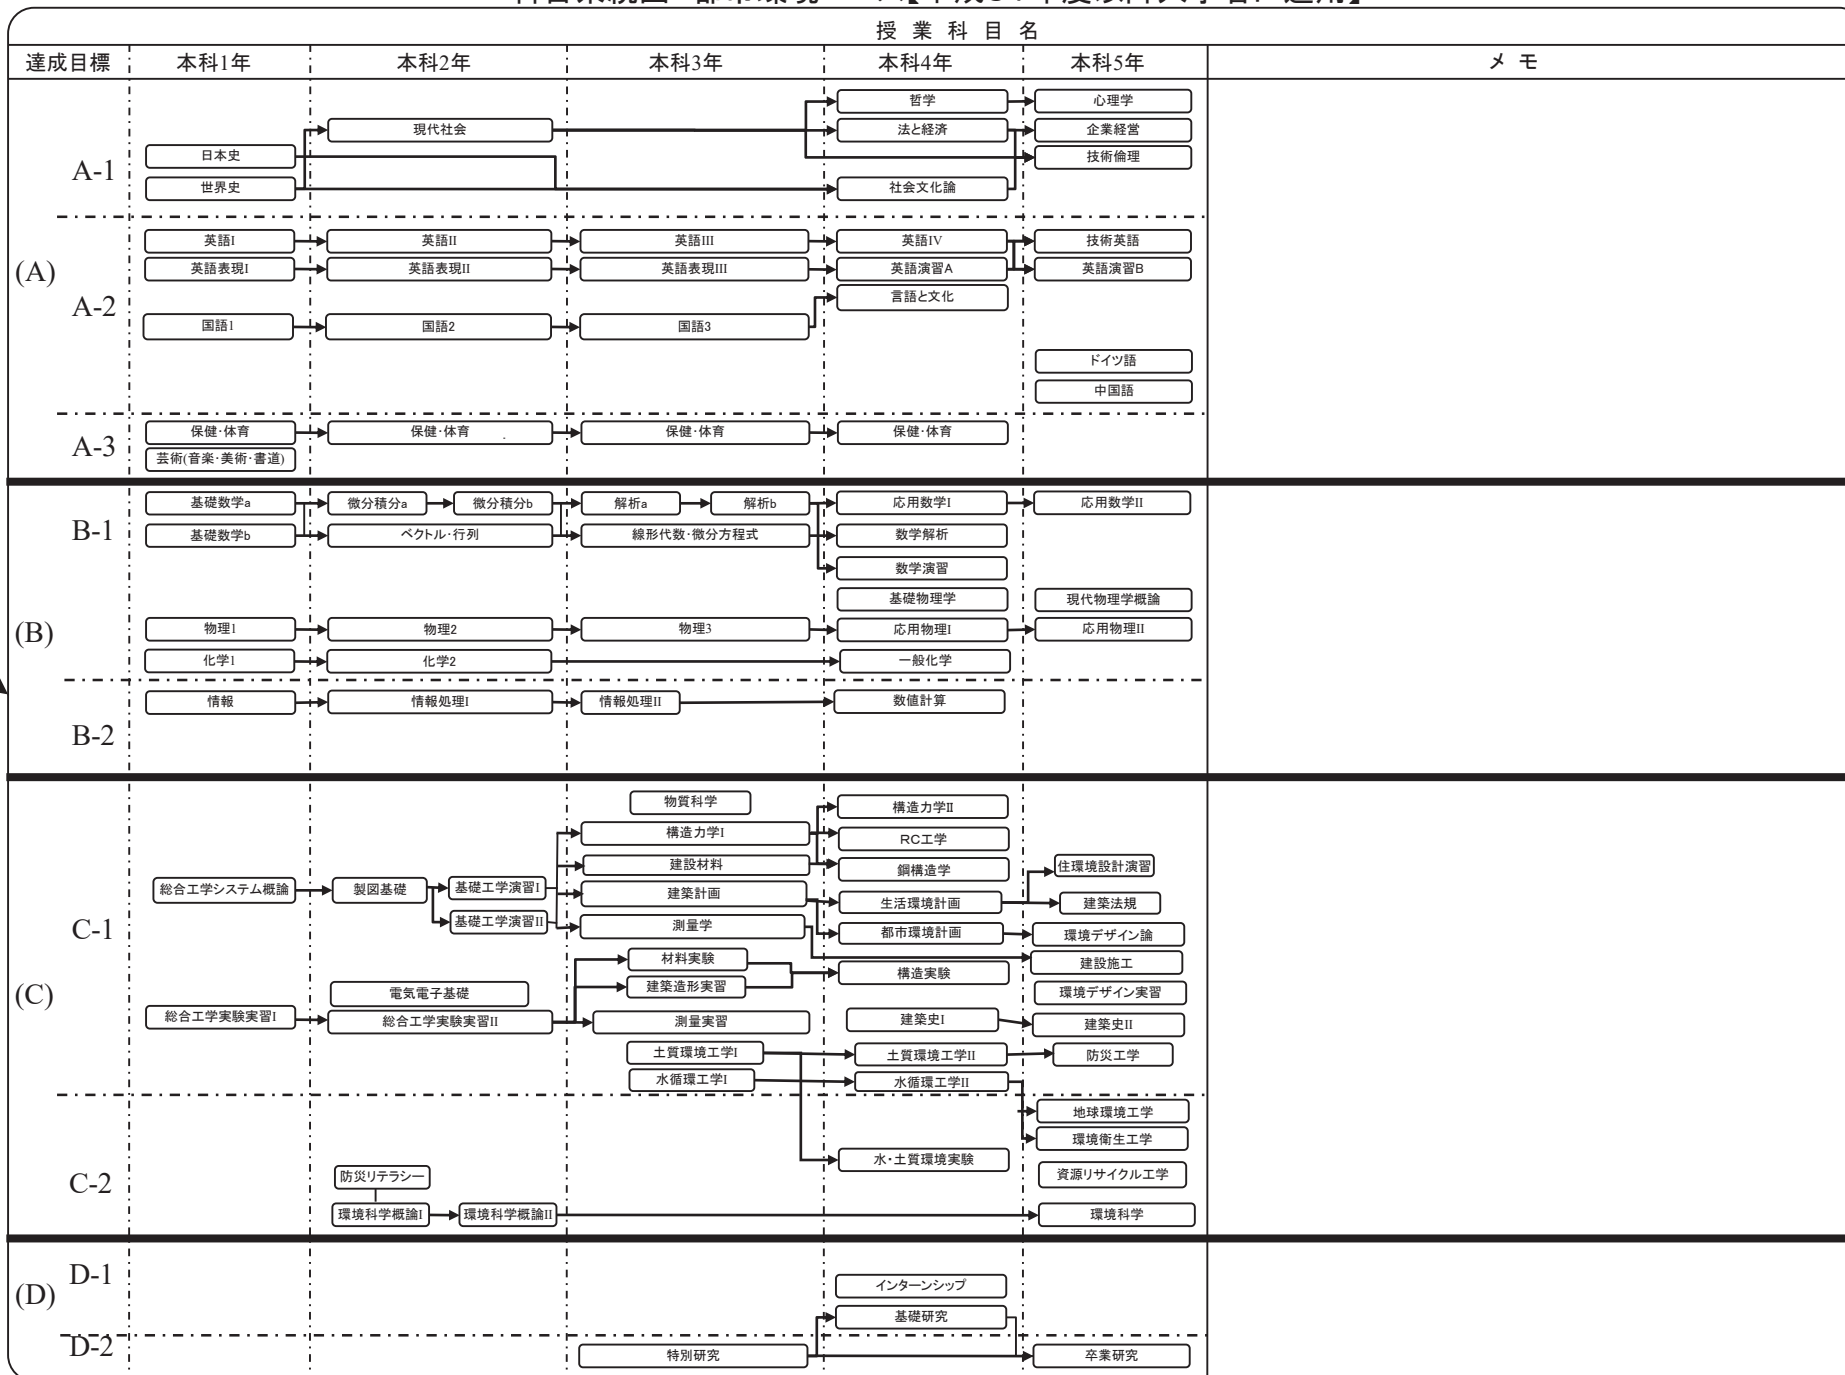 授業科目名
達成目標 本科1年 本科2年 本科3年 本科4年 本科5年 メモ
(A)
A-1
哲学 心理学
現代社会 法と経済 企業経営
日本史 技術倫理
世界史 社会文化論
A-2
英語I 英語II 英語III 英語IV 技術英語
英語表現I 英語表現II 英語表現III 英語演習A 英語演習B
言語と文化
国語1 国語2 国語3
ドイツ語
中国語
A-3
保健・体育 保健・体育 保健・体育 保健・体育
芸術(音楽・美術・書道)
(B)
B-1
基礎数学a 微分積分a 微分積分b 解析a 解析b 応用数学I 応用数学II
基礎数学b ベクトル・行列 線形代数・微分方程式 数学解析
数学演習
基礎物理学 現代物理学概論
物理1 物理2 物理3 応用物理I 応用物理II
化学1 化学2 一般化学
B-2
情報 情報処理I 情報処理II 数値計算
(C)
C-1
物質科学 構造力学II
構造力学I RC工学
建設材料 鋼構造学 住環境設計演習
総合工学システム概論 製図基礎 基礎工学演習I 建築計画 生活環境計画 建築法規
基礎工学演習II 測量学 都市環境計画 環境デザイン論
材料実験 構造実験 建設施工
電気電子基礎 建築造形実習 環境デザイン実習
総合工学実験実習I 総合工学実験実習II 測量実習 建築史I 建築史II
土質環境工学I 土質環境工学II 防災工学
水循環工学I 水循環工学II
C-2
地球環境工学
環境衛生工学
水・土質環境実験
防災リテラシー 資源リサイクル工学
環境科学概論I 環境科学概論II 環境科学
(D)
D-1
インターンシップ
基礎研究
D-2
特別研究 卒業研究